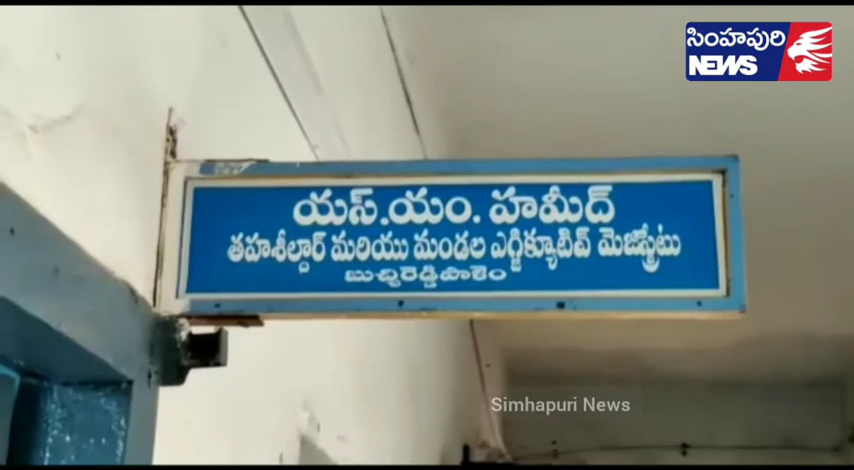 సింహపురి
NEWS
యస్.యం. హమీద్
తహశీల్దార్ మరియు మండల ఎగ్జిక్యూటివ్ మెజిస్ట్రేటు
బుచ్చిరెడ్డిపాళెం
Simhapuri News